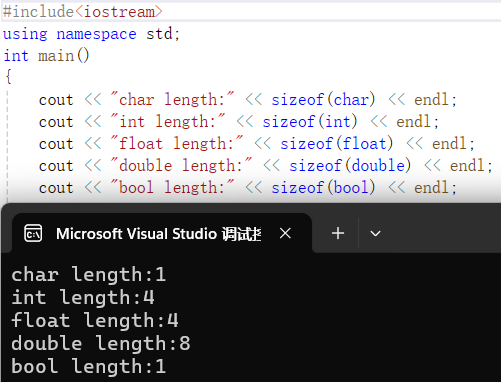 #include<iostream>
using namespace std;
int main()
{
cout << "char length:" << sizeof(char) << endl;
cout << "int length:" << sizeof(int) << endl;
cout << "float length:" << sizeof(float) << endl;
cout << "double length:" << sizeof(double) << endl;
cout << "bool length:" << sizeof(bool) << endl;
Microsoft Visual Studio 调试
char length:1
int length:4
float length:4
double length:8
bool length:1